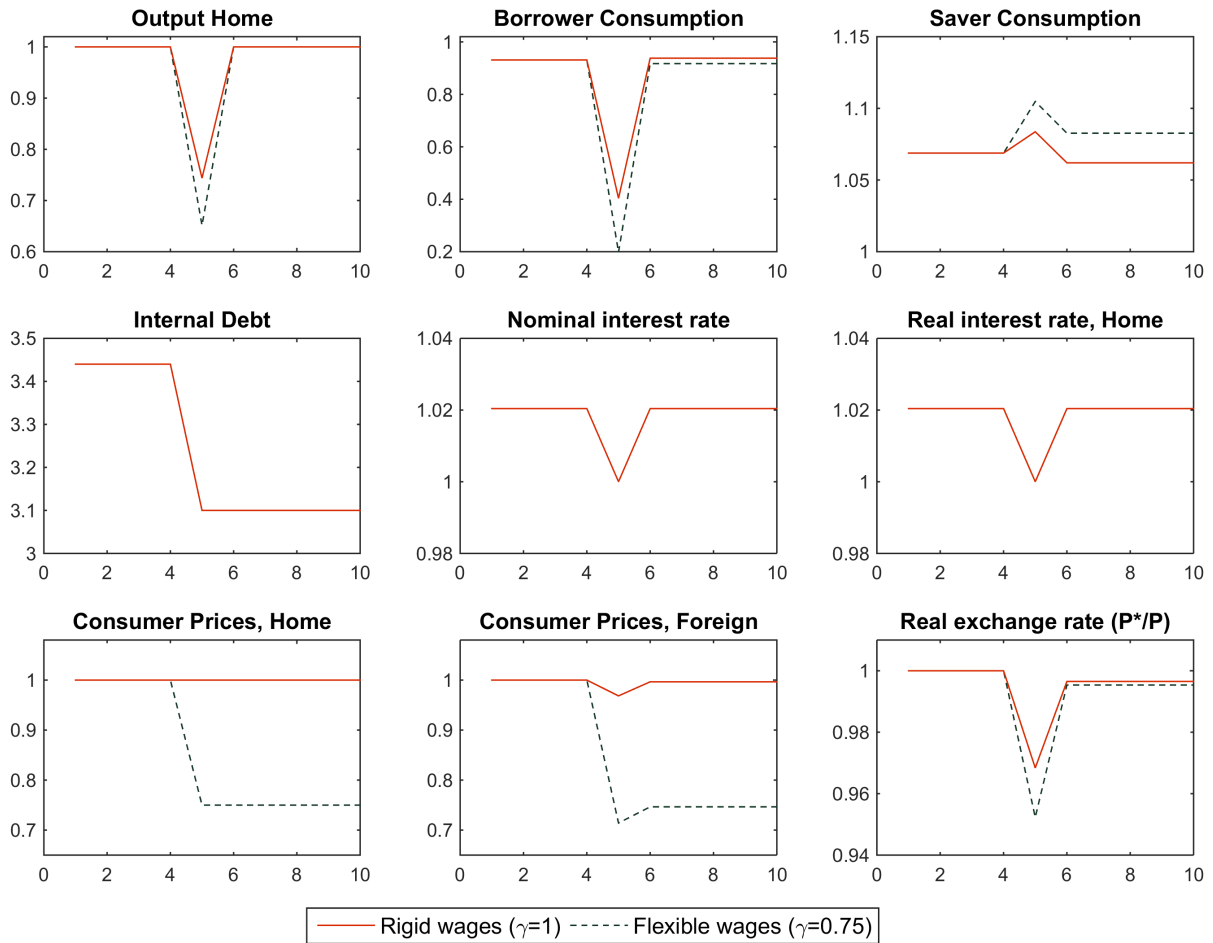 Output Home
1
0.9
0.8
0.7
0.6
0 2 4 6 8 10
Borrower Consumption
1
0.8
0.6
0.4
0.2
0 2 4 6 8 10
Saver Consumption
1.15
1.1
1.05
1
0 2 4 6 8 10
Internal Debt
3.5
3.4
3.3
3.2
3.1
3
0 2 4 6 8 10
Nominal interest rate
1.04
1.02
1
0.98
0 2 4 6 8 10
Real interest rate, Home
1.04
1.02
1
0.98
0 2 4 6 8 10
Consumer Prices, Home
1
0.9
0.8
0.7
0 2 4 6 8 10
Consumer Prices, Foreign
1
0.9
0.8
0.7
0 2 4 6 8 10
Real exchange rate (P*/P)
1
0.98
0.96
0.94
0 2 4 6 8 10
Rigid wages (γ=1) Flexible wages (γ=0.75)